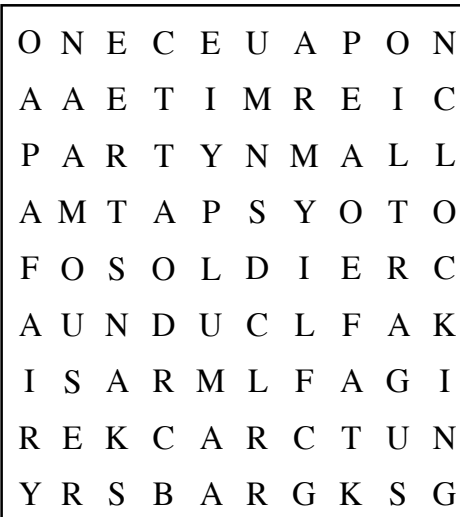 O N E C E U A P O N
A A E T I M R E I C
P A R T Y N M A L L
A M T A P S Y O T O
F O S O L D I E R C
A U N D U C L F A K
I S A R M L F A G I
R E K C A R C T U N
Y R S B A R G K S G